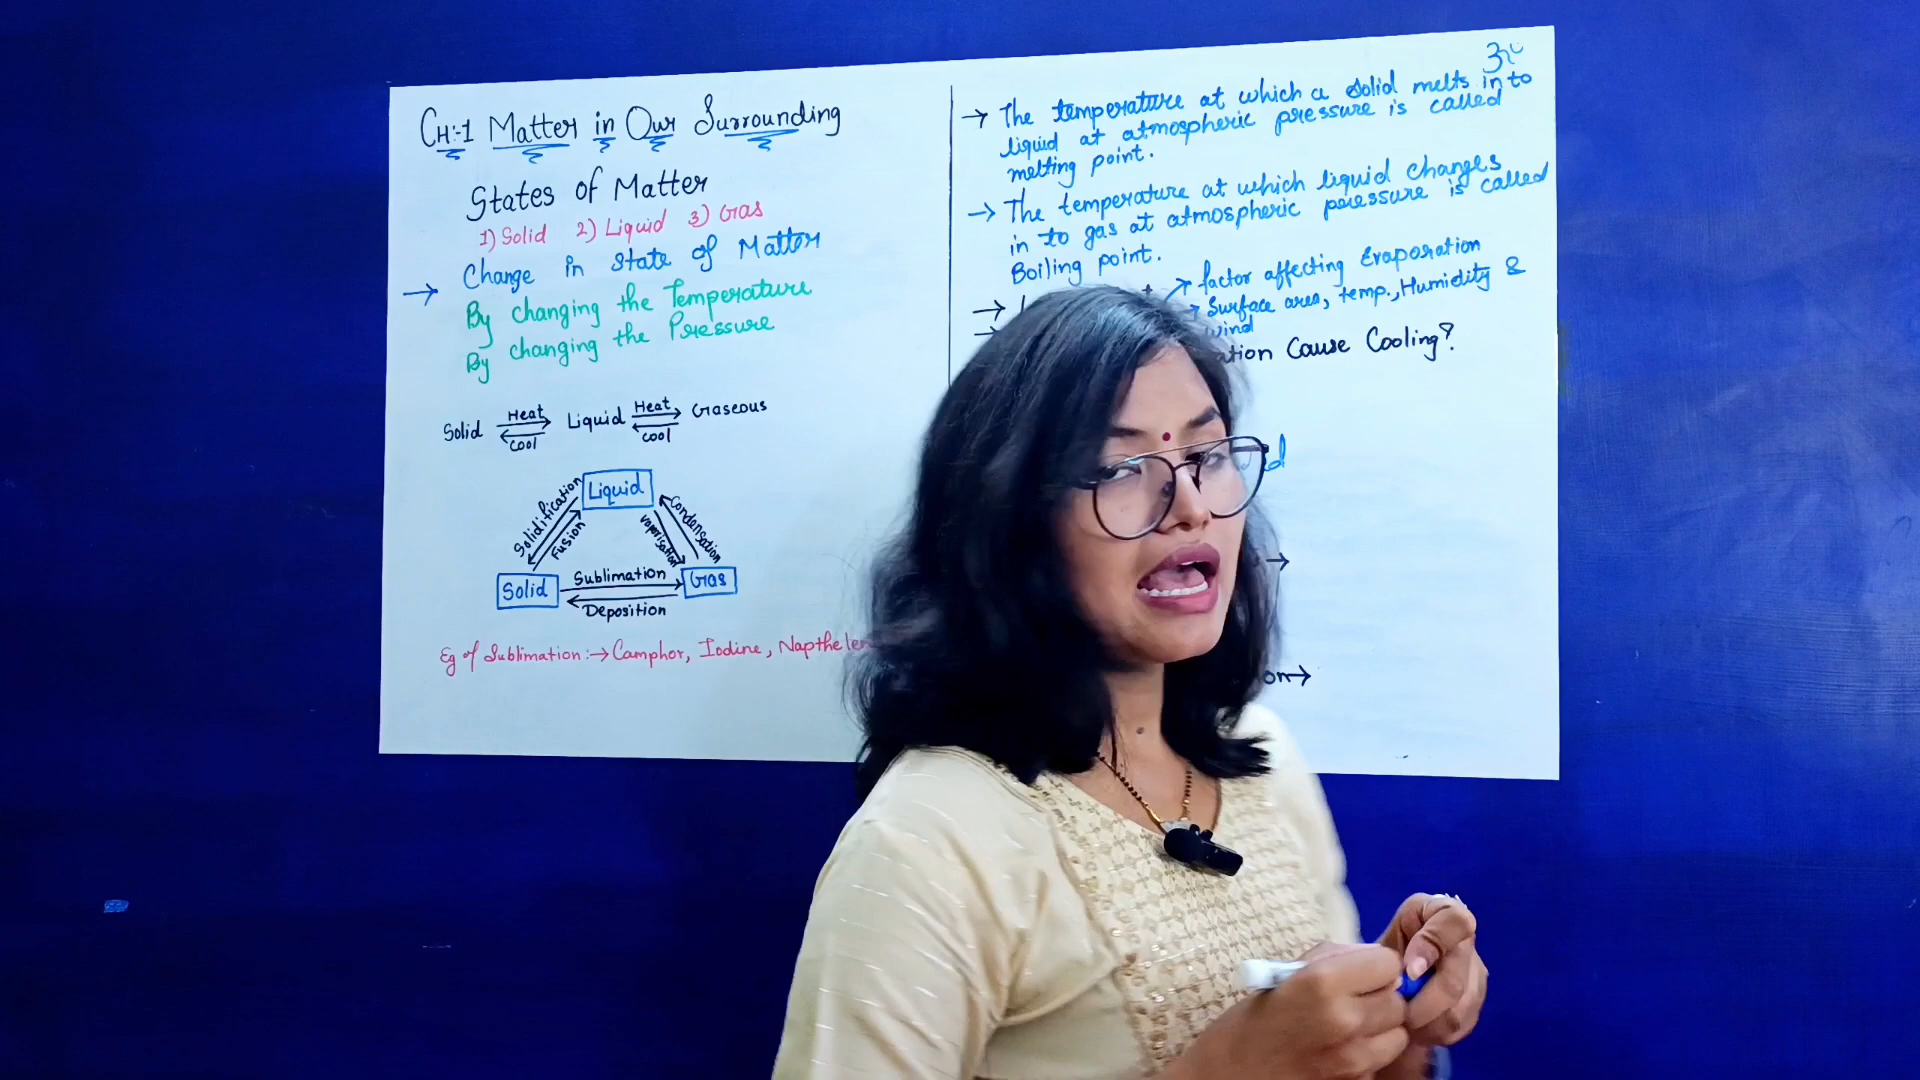 CH:-1 Matter in Our Surrounding
States of Matter
1) Solid 2) Liquid 3) Gas
→ Change in state of Matter
By changing the Temperature
By changing the Pressure
Solid Heat Cool Liquid Heat Cool Gaseous
Liquid
Solidification
Fusion
Vaporisation
Condensation
Solid
Sublimation
Gas
Deposition
Eg of Sublimation:→ Camphor, Iodine,
→ The temperature at which a solid melts in to
liquid at atmospheric pressure is called
melting point.
→ The temperature at which liquid changes
in to gas at atmospheric pressure is called
Boiling point.
→ factor affecting Evaporation
→ Surface area, temp., Humidity &
wind
Cause Cooling?